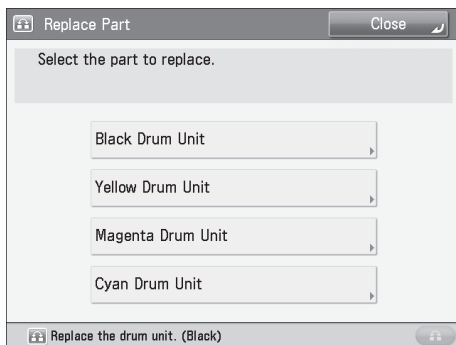 Replace Part
Close
Select the part to replace.
Black Drum Unit
Yellow Drum Unit
Magenta Drum Unit
Cyan Drum Unit
Replace the drum unit. (Black)